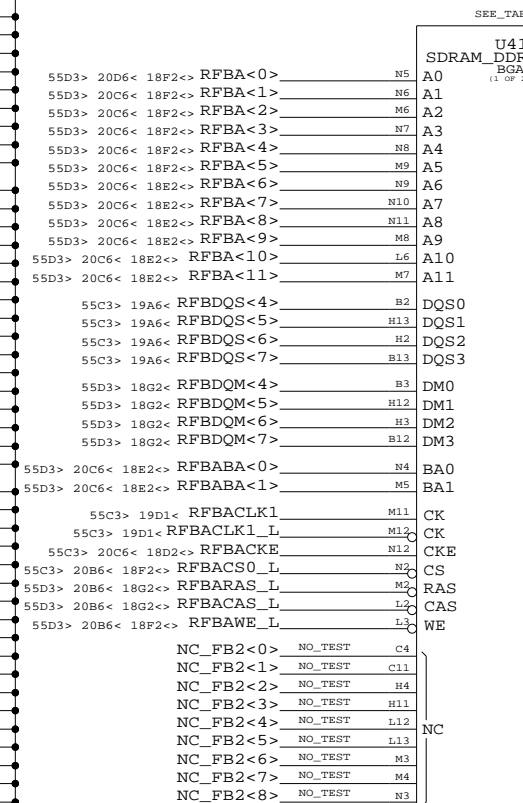 SEE_TAB
U41
SDRAM_DDR
BGA
(1 OF 2
55D3> 20D6< 18F2<> RFBA<0> N5 A0
55D3> 20C6< 18F2<> RFBA<1> N6 A1
55D3> 20C6< 18F2<> RFBA<2> M6 A2
55D3> 20C6< 18F2<> RFBA<3> N7 A3
55D3> 20C6< 18F2<> RFBA<4> N8 A4
55D3> 20C6< 18F2<> RFBA<5> M9 A5
55D3> 20C6< 18E2<> RFBA<6> N9 A6
55D3> 20C6< 18E2<> RFBA<7> N10 A7
55D3> 20C6< 18E2<> RFBA<8> N11 A8
55D3> 20C6< 18E2<> RFBA<9> M8 A9
55D3> 20C6< 18E2<> RFBA<10> L6 A10
55D3> 20C6< 18E2<> RFBA<11> M7 A11
55C3> 19A6< RFBDQS<4> B2 DQS0
55C3> 19A6< RFBDQS<5> H13 DQS1
55C3> 19A6< RFBDQS<6> H2 DQS2
55C3> 19A6< RFBDQS<7> B13 DQS3
55D3> 18G2< RFBDQM<4> B3 DM0
55D3> 18G2< RFBDQM<5> H12 DM1
55D3> 18G2< RFBDQM<6> H3 DM2
55D3> 18G2< RFBDQM<7> B12 DM3
55D3> 20C6< 18E2<> RFBABA<0> N4 BA0
55D3> 20C6< 18E2<> RFBABA<1> M5 BA1
55C3> 19D1< RFBACLK1 M11 CK
55C3> 19D1< RFBACLK1_L M12 CK
55C3> 20C6< 18D2<> RFBACKE N12 CKE
55C3> 20B6< 18F2<> RFBACS0_L N2 CS
55D3> 20B6< 18G2<> RFBARAS_L M2 RAS
55D3> 20B6< 18G2<> RFBACAS_L L2 CAS
55D3> 20B6< 18F2<> RFBAWE_L L3 WE
NC_FB2<0> NO_TEST C4
NC_FB2<1> NO_TEST C11
NC_FB2<2> NO_TEST H4
NC_FB2<3> NO_TEST H11
NC_FB2<4> NO_TEST L12 NC
NC_FB2<5> NO_TEST L13
NC_FB2<6> NO_TEST M3
NC_FB2<7> NO_TEST M4
NC_FB2<8> NO_TEST N3